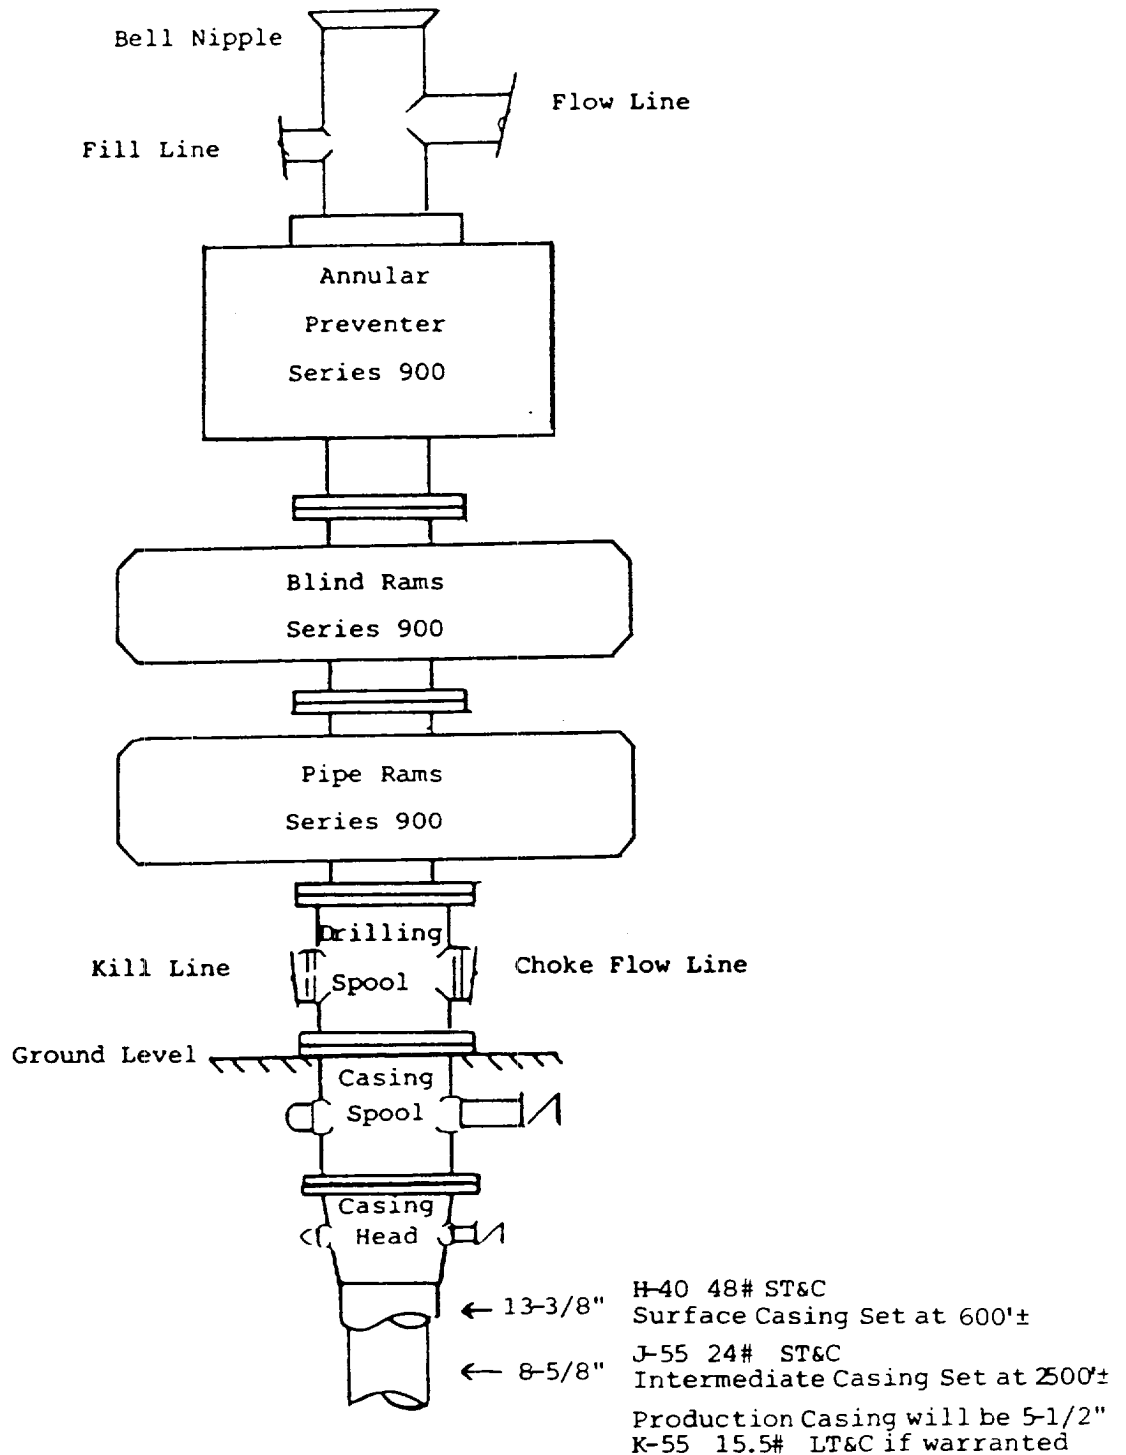 Bell Nipple
Flow Line
Fill Line
Annular
Preventer
Series 900
Blind Rams
Series 900
Pipe Rams
Series 900
Drilling
Spool
Kill Line
Choke Flow Line
Ground Level
Casing
Spool
Casing
Head
13-3/8" H-40 48# ST&C
Surface Casing Set at 600'±
8-5/8" J-55 24# ST&C
Intermediate Casing Set at 2500'±
Production Casing will be 5-1/2"
K-55 15.5# LT&C if warranted